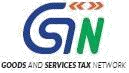 GSTN
GOODS AND SERVICES TAX NETWORK